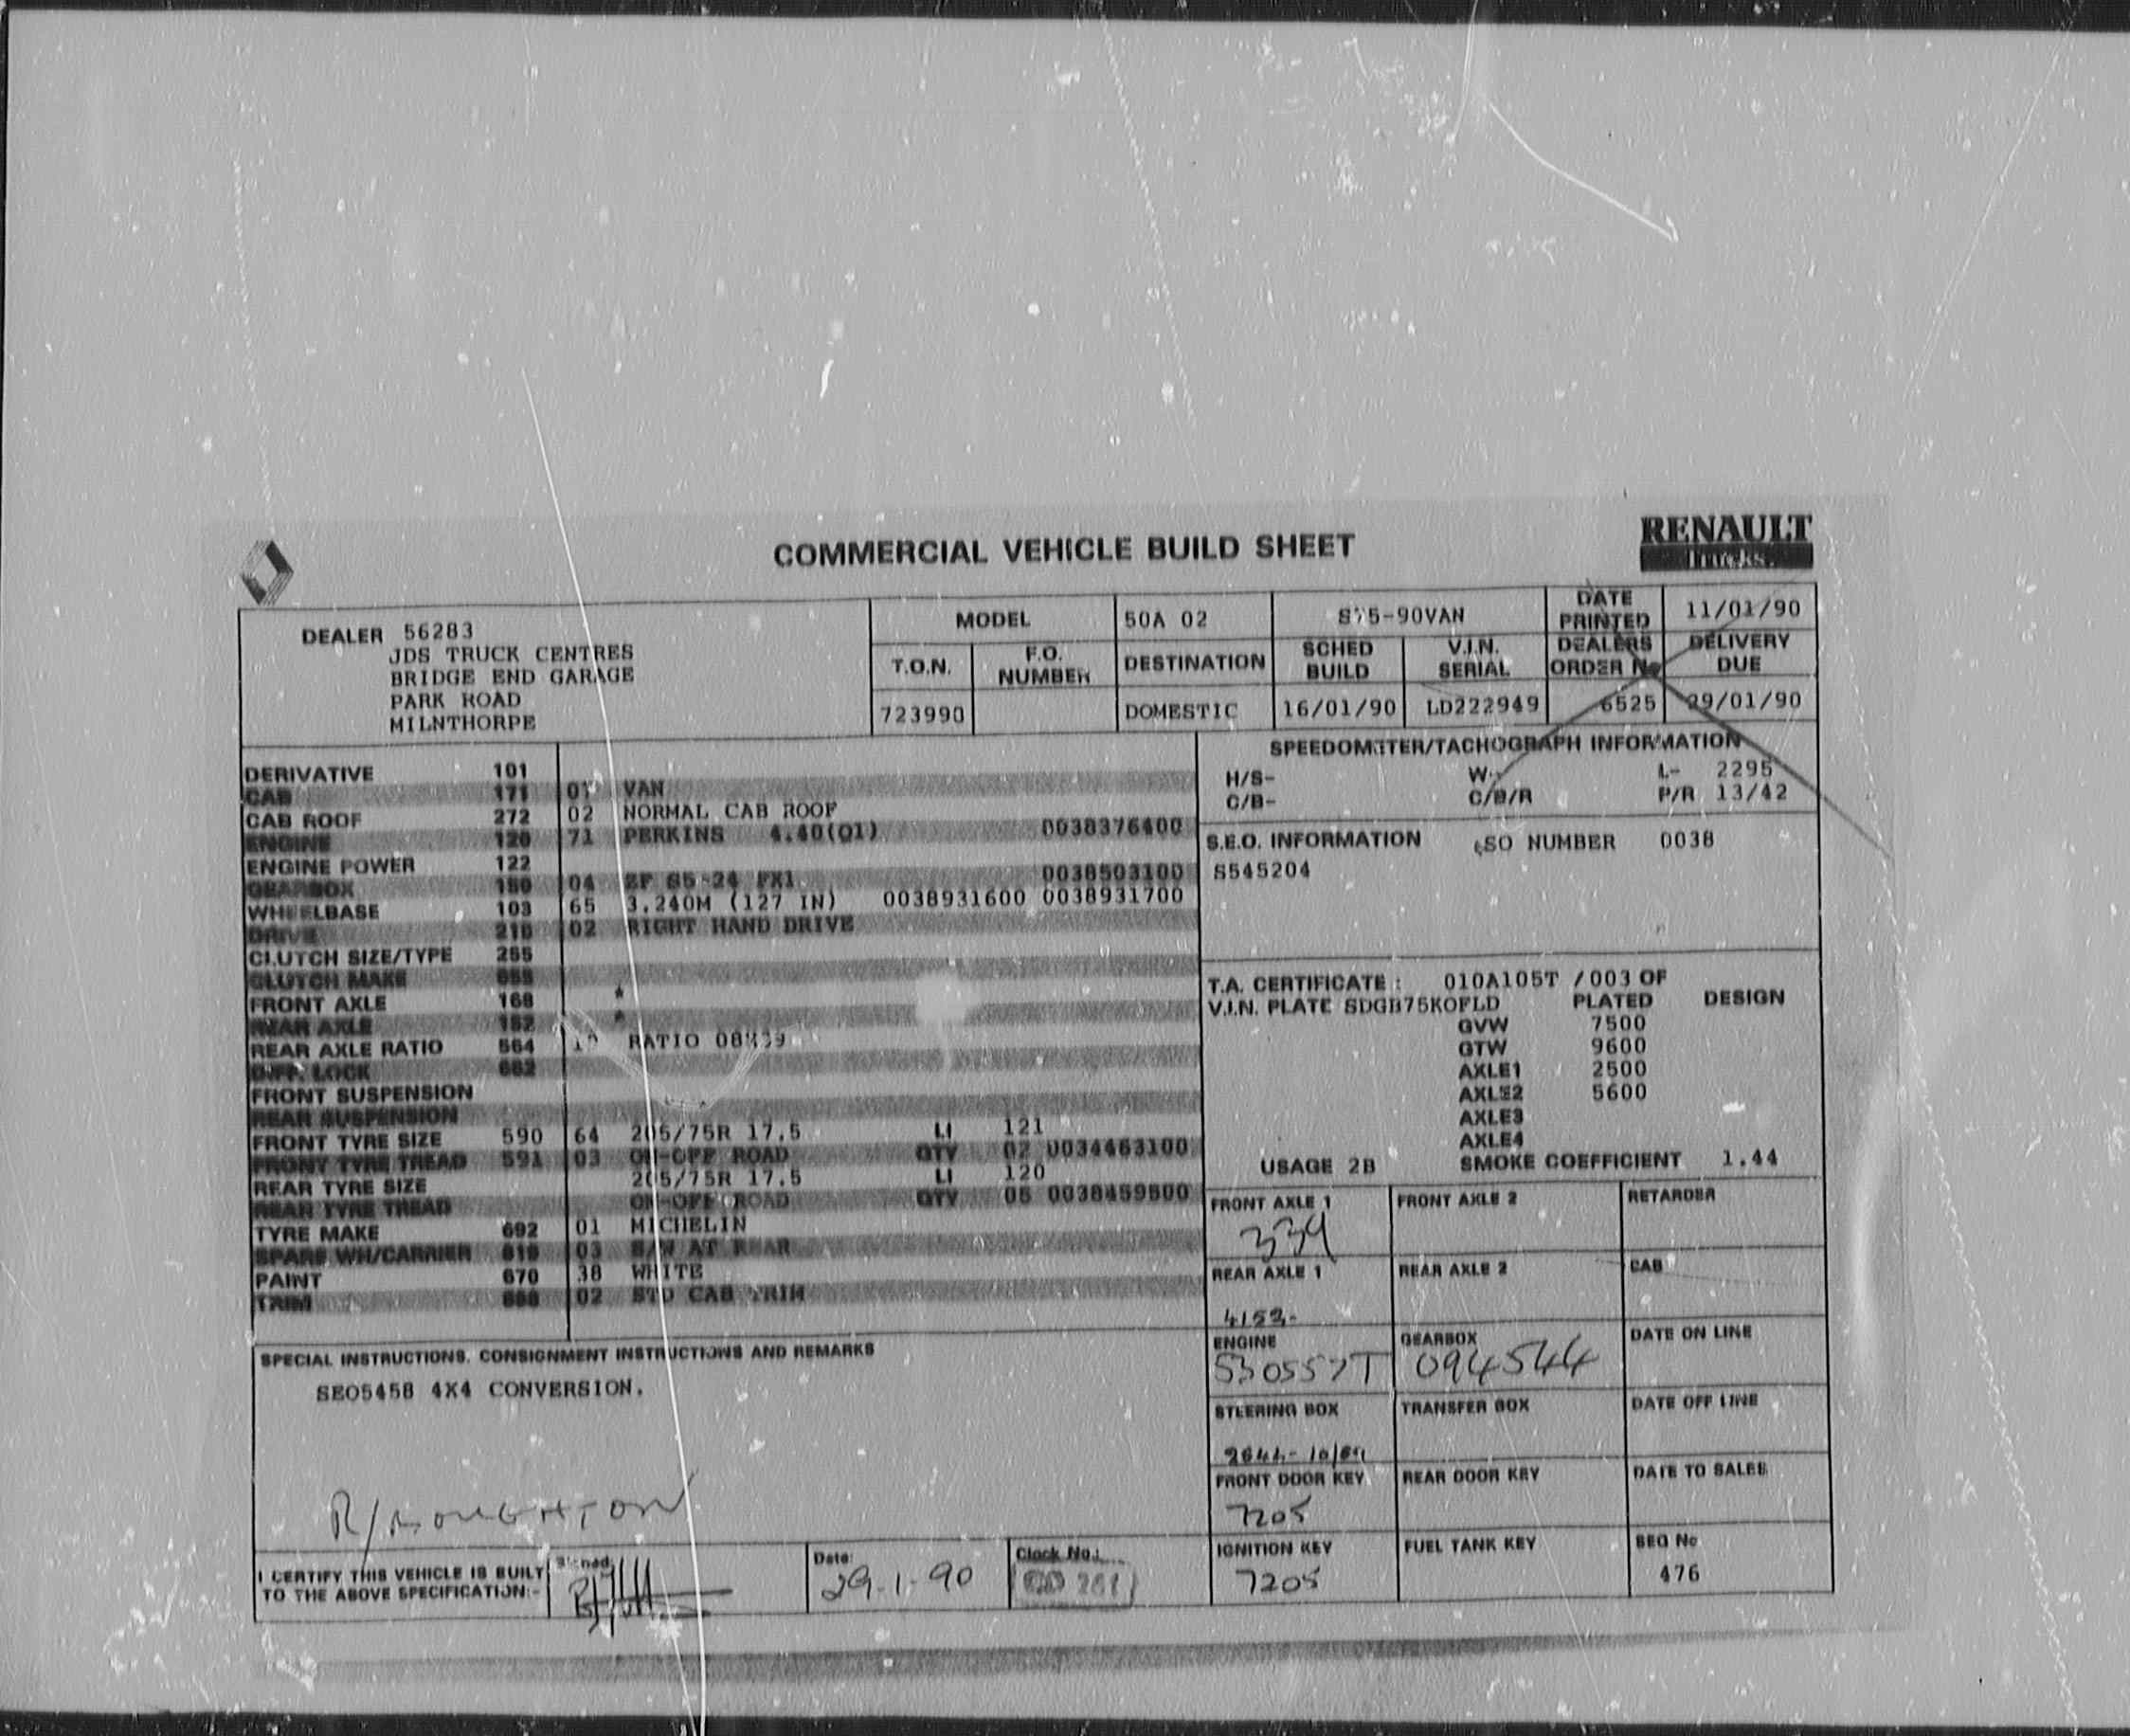 COMMERCIAL VEHICLE BUILD SHEET
RENAULT
Trucks
DEALER 56283
JDS TRUCK CENTRES
BRIDGE END GARAGE
PARK ROAD
MILNTHORPE
MODEL 50A 02 S75-90VAN DATE PRINTED 11/01/90
T.O.N. F.O. NUMBER DESTINATION SCHED BUILD V.I.N. SERIAL DEALERS ORDER No DELIVERY DUE
723990 DOMESTIC 16/01/90 LD222949 6525 29/01/90
DERIVATIVE 101
CAB 171 01 VAN
CAB ROOF 272 02 NORMAL CAB ROOF
ENGINE 120 71 PERKINS 4.40(Q1) 0038376400
ENGINE POWER 122
GEARBOX 150 04 ZF S5-24 FX1 0038503100
WHEELBASE 103 65 3.240M (127 IN) 0038931600 0038931700
DRIVE 210 02 RIGHT HAND DRIVE
CLUTCH SIZE/TYPE 255
CLUTCH MAKE
FRONT AXLE 168 *
REAR AXLE *
REAR AXLE RATIO 564 RATIO
DIFF. LOCK 662
FRONT SUSPENSION
REAR SUSPENSION
FRONT TYRE SIZE 590 64 205/75R 17.5 LI 121
FRONT TYRE TREAD 591 03 ON-OFF ROAD QTY 02 0034463100
REAR TYRE SIZE 205/75R 17.5 LI 120
REAR TYRE TREAD ON-OFF ROAD QTY 05 0038459500
TYRE MAKE 692 01 MICHELIN
SPARE WH/CARRIER 03 S/W AT REAR
PAINT 670 38 WHITE
TRIM 02 STD CAB TRIM
SPEEDOMETER/TACHOGRAPH INFORMATION
H/S- W- L- 2295
C/B- C/B/R P/R 13/42
S.E.O. INFORMATION SO NUMBER 0038
S545204
T.A. CERTIFICATE : 010A105T /003 OF
V.I.N. PLATE SDGB75KOFLD PLATED DESIGN
GVW 7500
GTW 9600
AXLE1 2500
AXLE2 5600
AXLE3
AXLE4
USAGE 2B SMOKE COEFFICIENT 1.44
FRONT AXLE 1 FRONT AXLE 2 RETARDER
339
REAR AXLE 1 REAR AXLE 2 CAB
ENGINE GEARBOX DATE ON LINE
530557T 094544
STEERING BOX TRANSFER BOX DATE OFF LINE
FRONT DOOR KEY REAR DOOR KEY DATE TO SALES
7205
IGNITION KEY FUEL TANK KEY SEQ No
7205 476
SPECIAL INSTRUCTIONS. CONSIGNMENT INSTRUCTIONS AND REMARKS
SEO5458 4X4 CONVERSION.
I CERTIFY THIS VEHICLE IS BUILT
TO THE ABOVE SPECIFICATION:-
Signed
Date:
29-1-90
Clock No.: